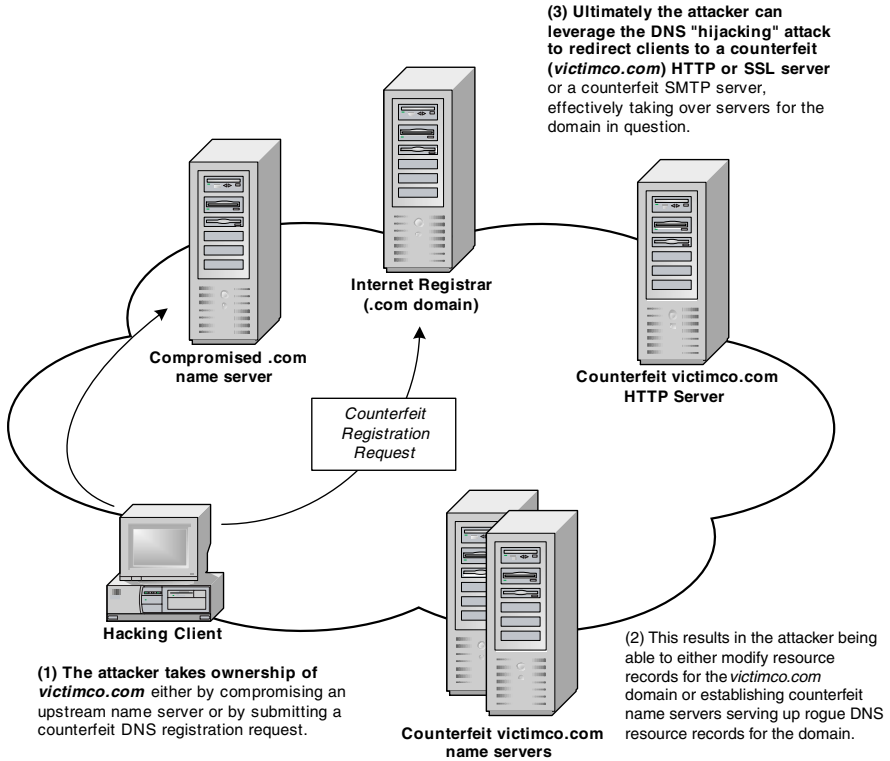 (3) Ultimately the attacker can
leverage the DNS "hijacking" attack
to redirect clients to a counterfeit
(victimco.com) HTTP or SSL server
or a counterfeit SMTP server,
effectively taking over servers for the
domain in question.
Internet Registrar
(.com domain)
Compromised .com
name server
Counterfeit victimco.com
HTTP Server
Counterfeit
Registration
Request
Hacking Client
(1) The attacker takes ownership of
victimco.com either by compromising an
upstream name server or by submitting a
counterfeit DNS registration request.
Counterfeit victimco.com
name servers
(2) This results in the attacker being
able to either modify resource
records for the victimco.com
domain or establishing counterfeit
name servers serving up rogue DNS
resource records for the domain.